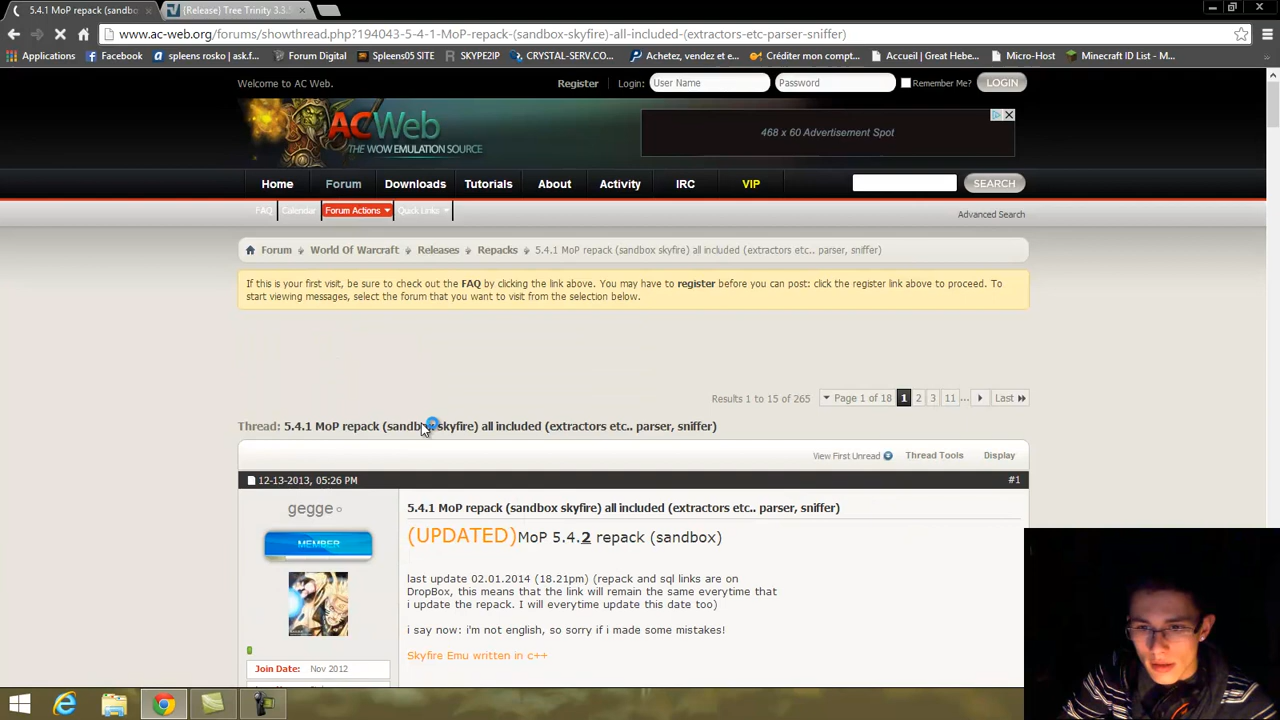 5.4.1 MoP repack (sandbo
[Release] Tree Trinity 3.3.5
www.ac-web.org/forums/showthread.php?194043-5-4-1-MoP-repack-(sandbox-skyfire)-all-included-(extractors-etc-parser-sniffer)
Applications
Facebook
spleens rosko | ask.f...
Forum Digital
Spleens05 SITE
SKYPEZIP
CRYSTAL-SERV.CO...
Achetez, vendez et e...
Créditer mon compt...
Accueil | Great Hebe...
Micro-Host
Minecraft ID List - M...
Welcome to AC Web.
Register
Login:
User Name
Password
Remember Me?
LOGIN
ACWeb
THE WOW EMULATION SOURCE
468 x 60 Advertisement Spot
Home
Forum
Downloads
Tutorials
About
Activity
IRC
VIP
SEARCH
FAQ
Calendar
Forum Actions
Quick Links
Advanced Search
Forum
World Of Warcraft
Releases
Repacks
5.4.1 MoP repack (sandbox skyfire) all included (extractors etc.. parser, sniffer)
If this is your first visit, be sure to check out the FAQ by clicking the link above. You may have to register before you can post: click the register link above to proceed. To
start viewing messages, select the forum that you want to visit from the selection below.
Results 1 to 15 of 265
Page 1 of 18
1
2
3
11
...
Last
Thread: 5.4.1 MoP repack (sandbox skyfire) all included (extractors etc.. parser, sniffer)
View First Unread
Thread Tools
Display
12-13-2013, 05:26 PM
#1
gegge
MEMBER
Join Date:
Nov 2012
5.4.1 MoP repack (sandbox skyfire) all included (extractors etc.. parser, sniffer)
(UPDATED)MoP 5.4.2 repack (sandbox)
last update 02.01.2014 (18.21pm) (repack and sql links are on
DropBox, this means that the link will remain the same everytime that
i update the repack. I will everytime update this date too)
i say now: i'm not english, so sorry if i made some mistakes!
Skyfire Emu written in c++